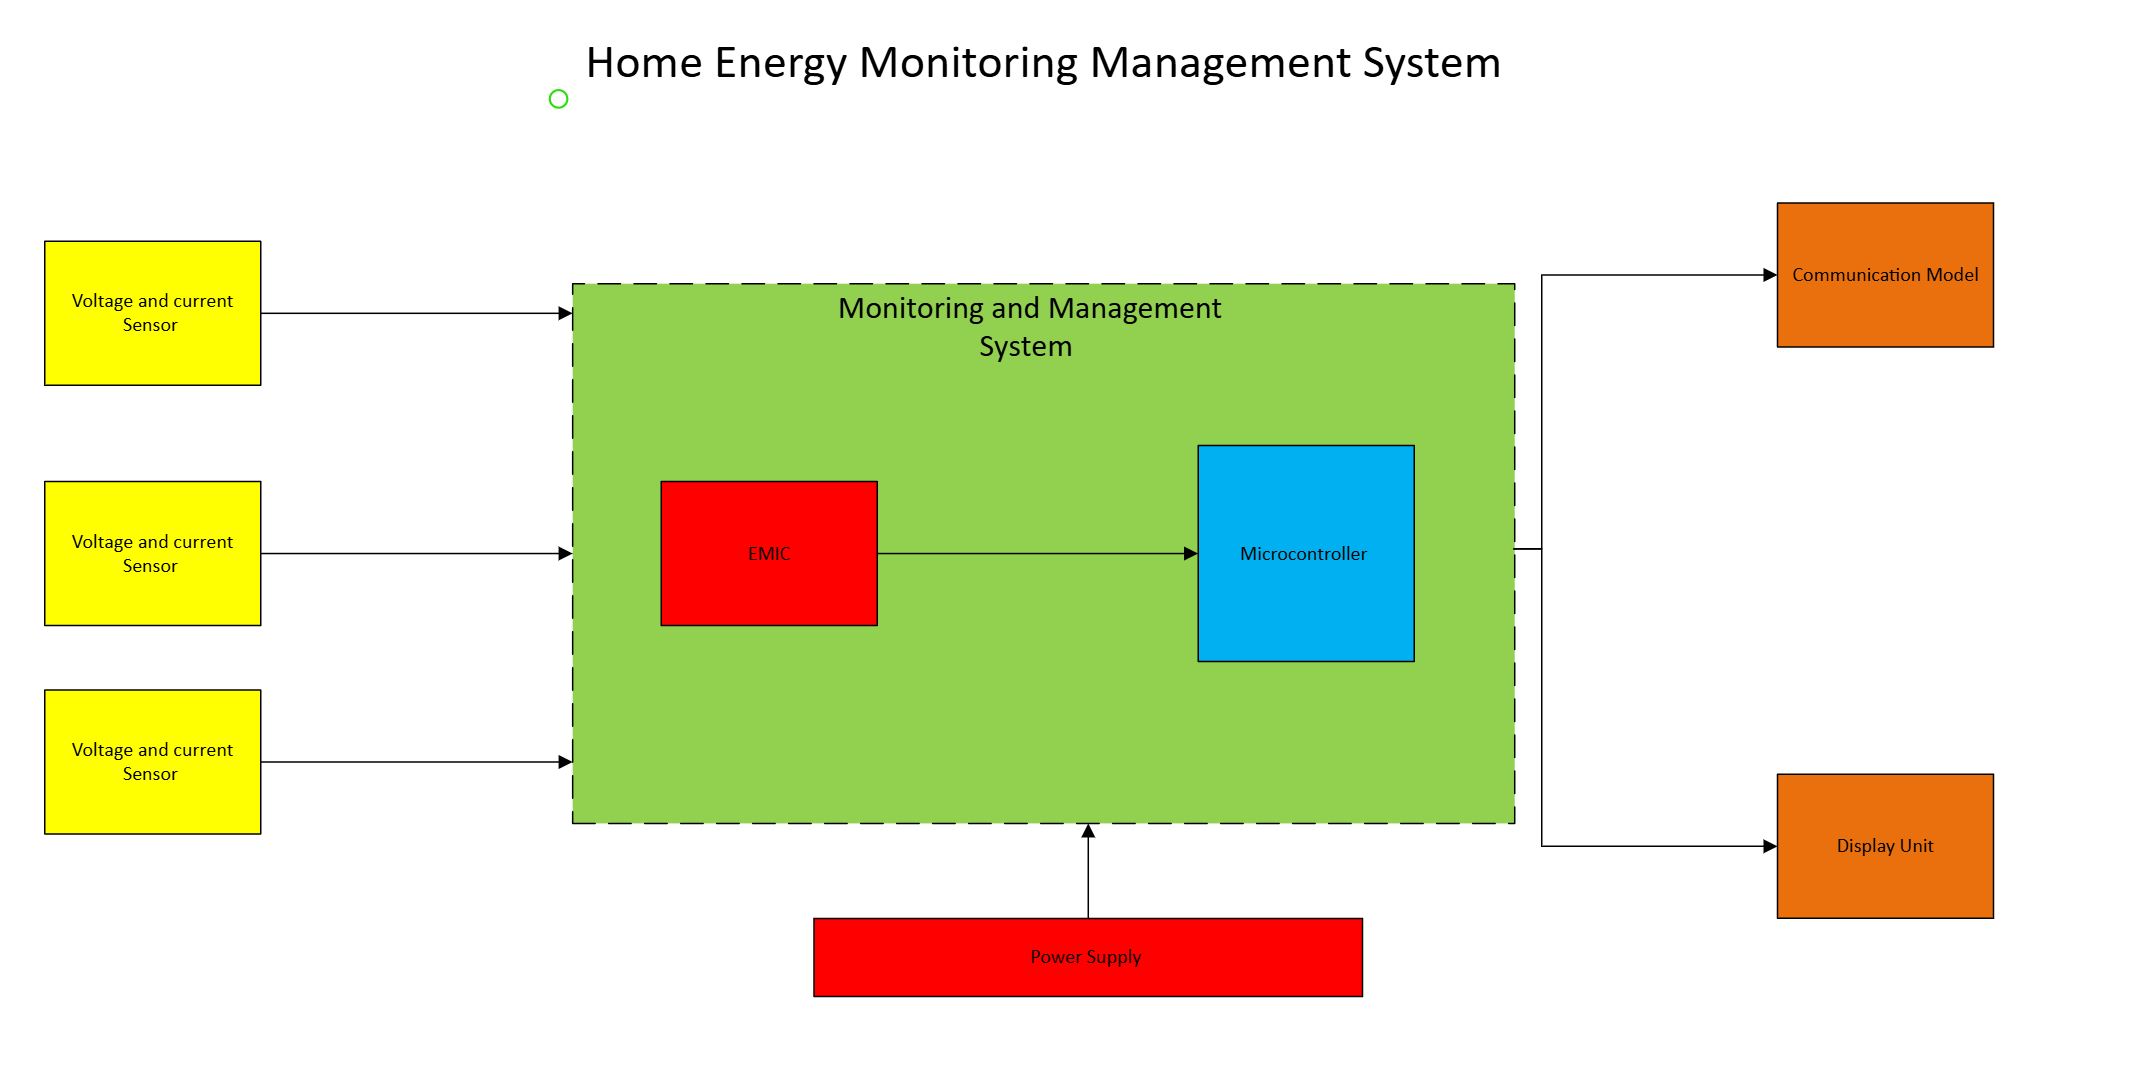 Home Energy Monitoring Management System
Voltage and current
Sensor
Voltage and current
Sensor
Voltage and current
Sensor
Monitoring and Management
System
EMIC
Microcontroller
Communication Model
Display Unit
Power Supply